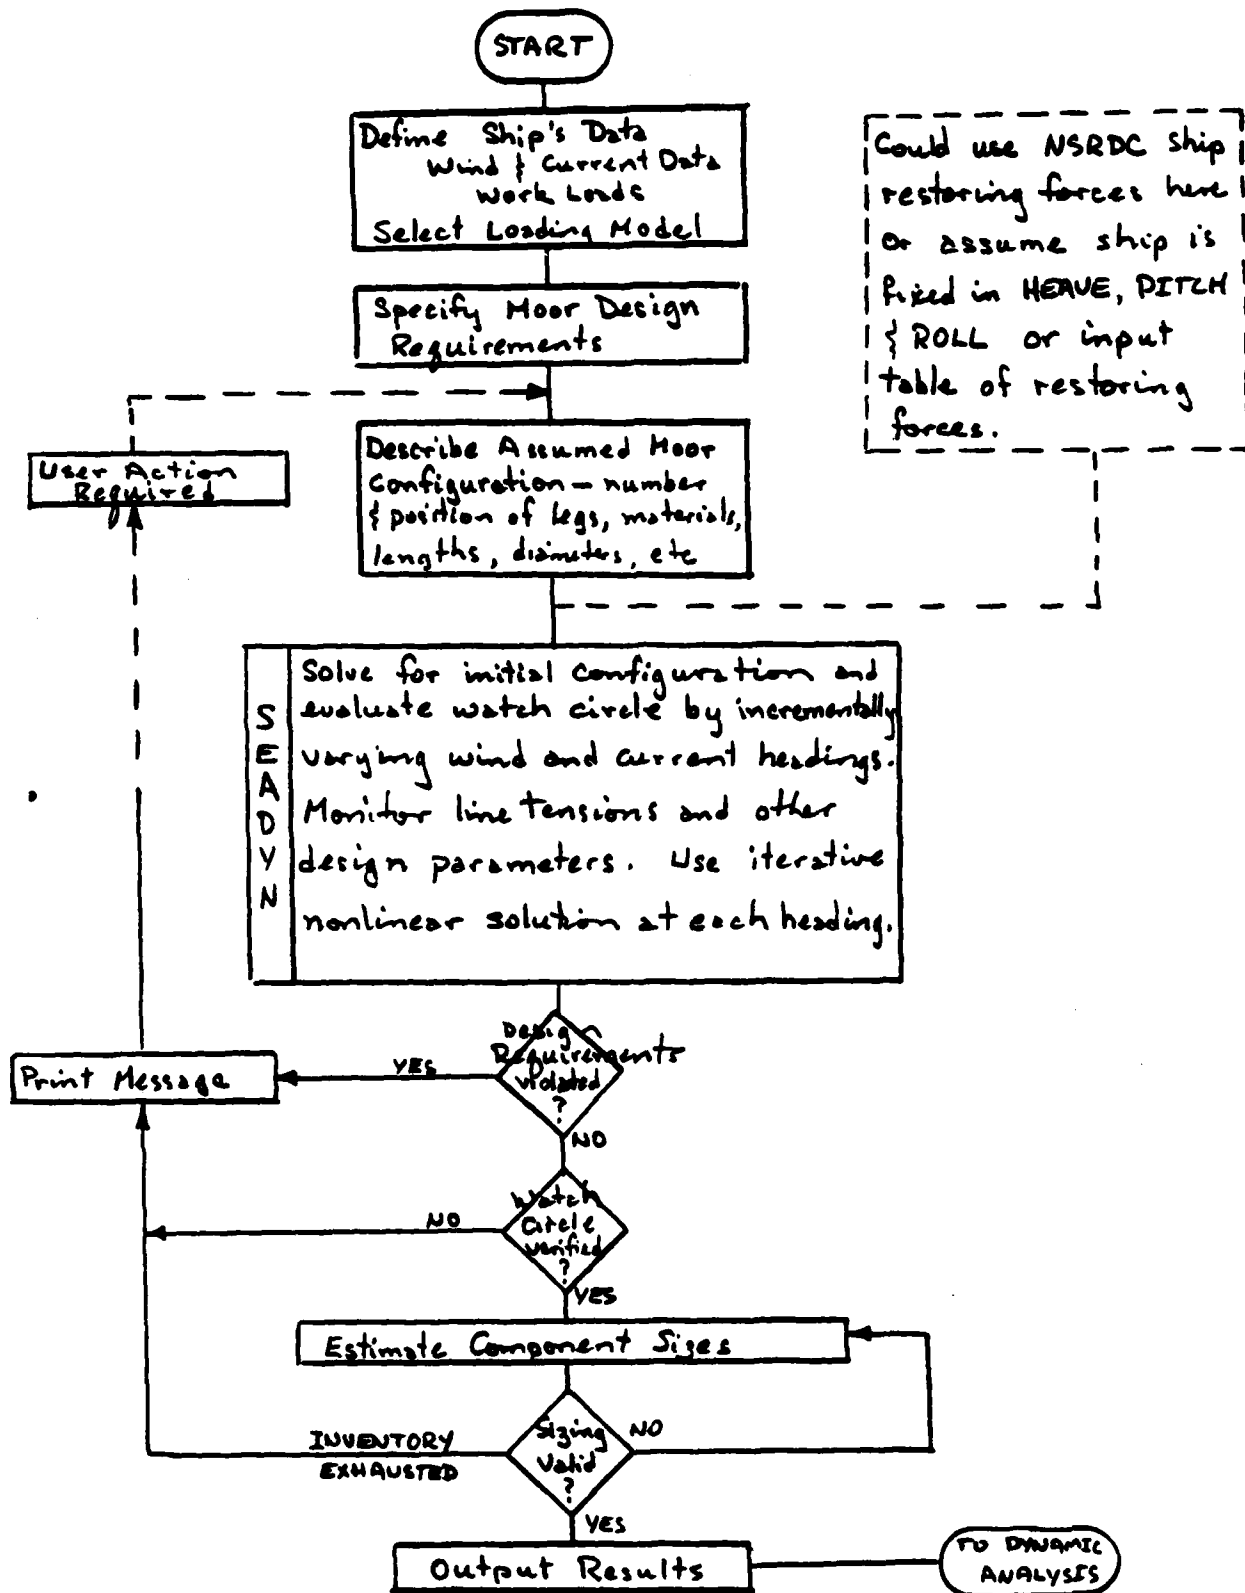 START
Define Ship's Data
Wind & Current Data
Work Loads
Select Loading Model
Could use NSRDC ship
restoring forces here
or assume ship is
fixed in HEAVE, PITCH
& ROLL or input
table of restoring
forces.
Specify Moor Design
Requirements
User Action
Required
Describe Assumed Moor
Configuration - number
& position of legs, materials,
lengths, diameters, etc
SEADYN
Solve for initial configuration and
evaluate watch circle by incrementally
varying wind and current headings.
Monitor line tensions and other
design parameters. Use iterative
nonlinear solution at each heading.
Design
Requirements
violated
?
YES
Print Message
NO
Watch
Circle
verified
?
NO
YES
Estimate Component Sizes
Sizing
Valid
?
NO
INVENTORY
EXHAUSTED
YES
Output Results
TO DYNAMIC
ANALYSIS